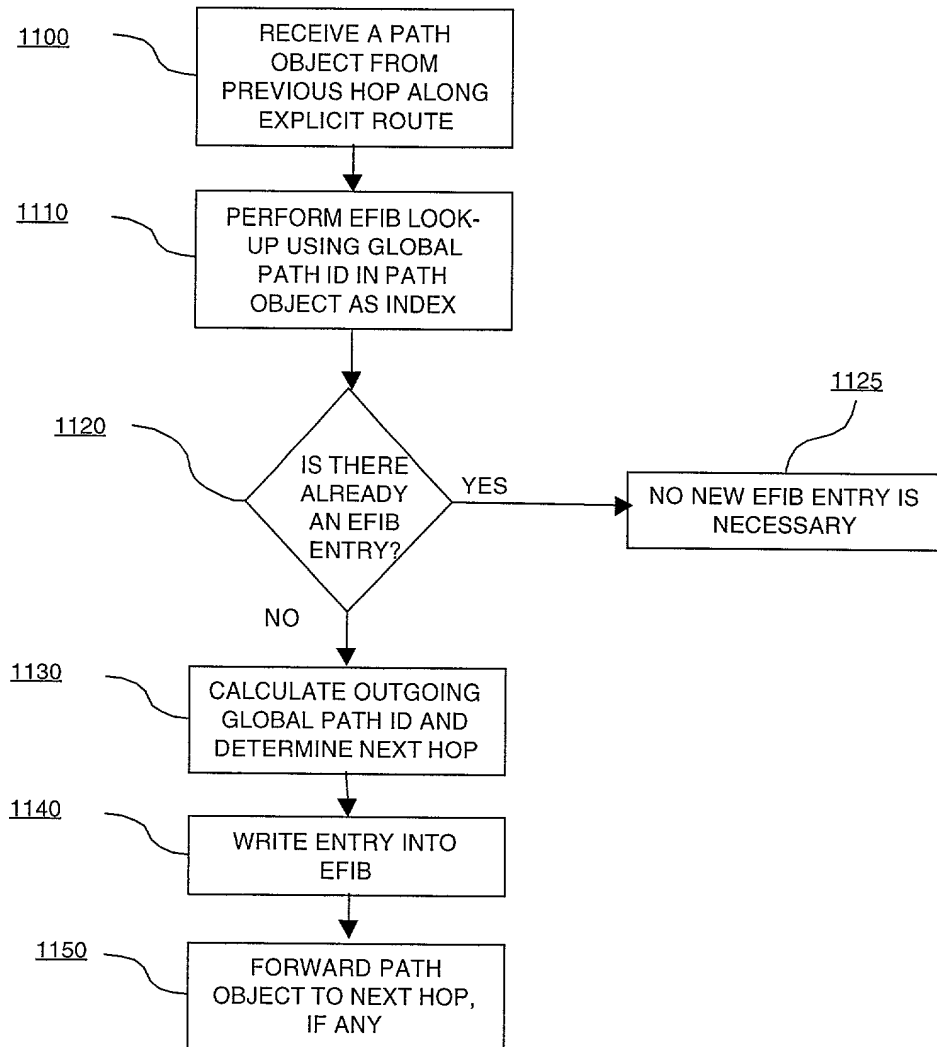 1100
RECEIVE A PATH
OBJECT FROM
PREVIOUS HOP ALONG
EXPLICIT ROUTE
1110
PERFORM EFIB LOOK-
UP USING GLOBAL
PATH ID IN PATH
OBJECT AS INDEX
1120
IS THERE
ALREADY
AN EFIB
ENTRY?
YES
1125
NO NEW EFIB ENTRY IS
NECESSARY
NO
1130
CALCULATE OUTGOING
GLOBAL PATH ID AND
DETERMINE NEXT HOP
1140
WRITE ENTRY INTO
EFIB
1150
FORWARD PATH
OBJECT TO NEXT HOP,
IF ANY